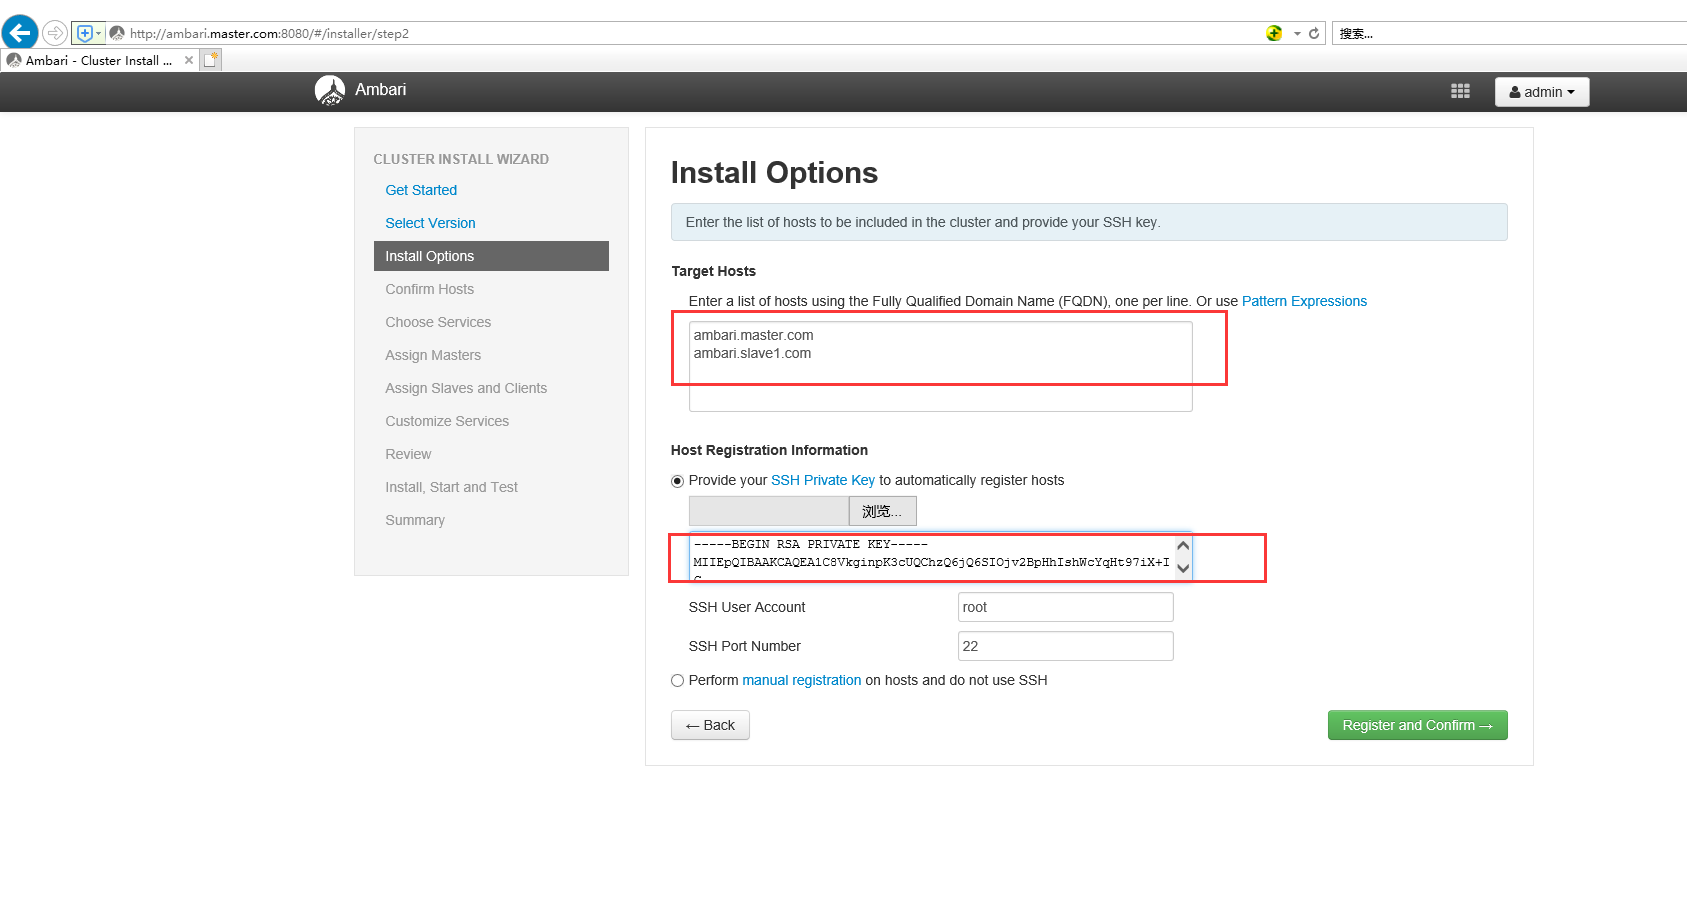 http://ambari.master.com:8080/#/installer/step2
搜索...
Ambari - Cluster Install ...
Ambari
admin
CLUSTER INSTALL WIZARD
Get Started
Select Version
Install Options
Confirm Hosts
Choose Services
Assign Masters
Assign Slaves and Clients
Customize Services
Review
Install, Start and Test
Summary
Install Options
Enter the list of hosts to be included in the cluster and provide your SSH key.
Target Hosts
Enter a list of hosts using the Fully Qualified Domain Name (FQDN), one per line. Or use Pattern Expressions
ambari.master.com
ambari.slave1.com
Host Registration Information
Provide your SSH Private Key to automatically register hosts
浏览...
-----BEGIN RSA PRIVATE KEY-----
MIIEpQIBAAKCAQEA1C8VkginpK3cUQChzQ6jQ6SIOjv2BpHhIshWcYqHt97iX+I
SSH User Account
root
SSH Port Number
22
Perform manual registration on hosts and do not use SSH
← Back
Register and Confirm →